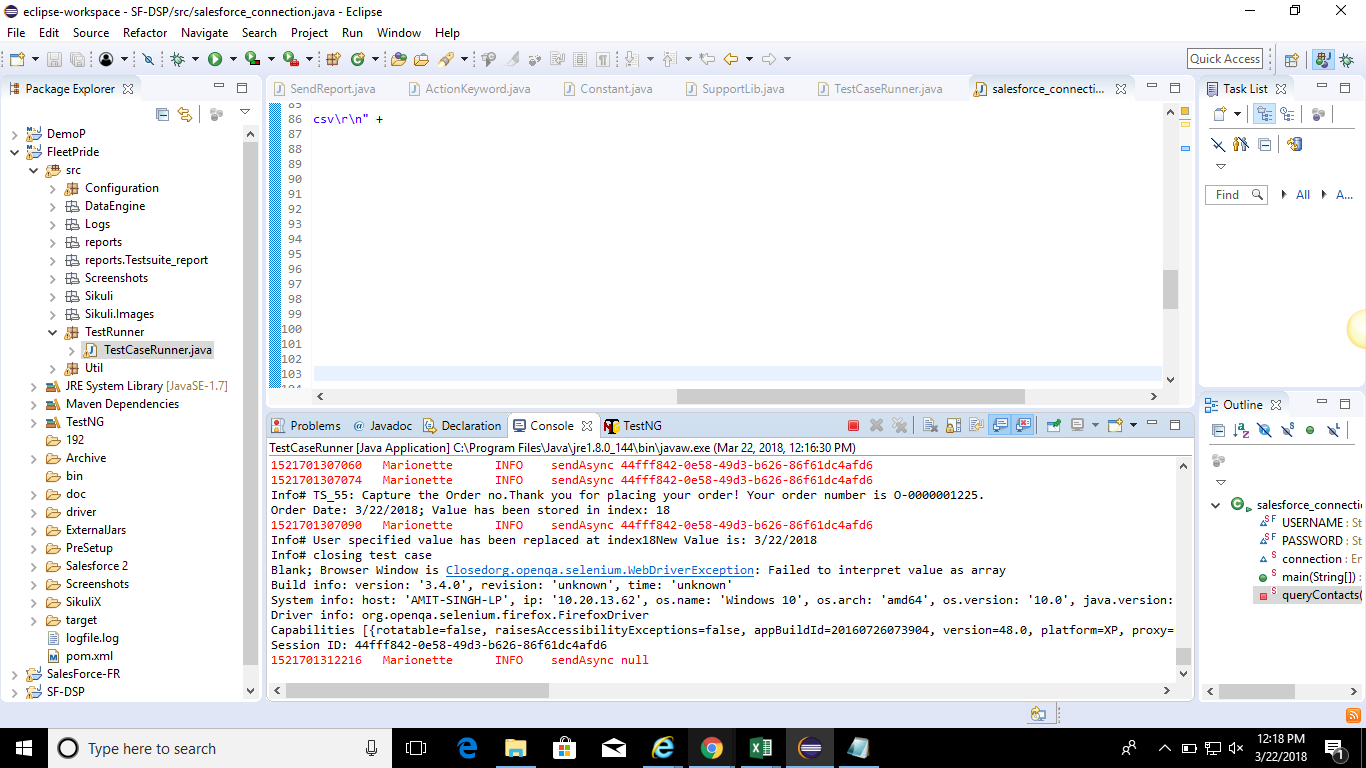 eclipse-workspace - SF-DSP/src/salesforce_connection.java - Eclipse
File Edit Source Refactor Navigate Search Project Run Window Help
Quick Access
Package Explorer
DemoP
FleetPride
src
Configuration
DataEngine
Logs
reports
reports.Testsuite_report
Screenshots
Sikuli
Sikuli.Images
TestRunner
TestCaseRunner.java
Util
JRE System Library [JavaSE-1.7]
Maven Dependencies
TestNG
192
Archive
bin
doc
driver
ExternalJars
PreSetup
Salesforce 2
Screenshots
SikuliX
target
logfile.log
pom.xml
SalesForce-FR
SF-DSP
SendReport.java ActionKeyword.java Constant.java SupportLib.java TestCaseRunner.java salesforce_connecti...
85
86 csv\r\n" +
87
88
89
90
91
92
93
94
95
96
97
98
99
100
101
102
103
104
Problems @ Javadoc Declaration Console TestNG
TestCaseRunner [Java Application] C:\Program Files\Java\jre1.8.0_144\bin\javaw.exe (Mar 22, 2018, 12:16:30 PM)
1521701307060 Marionette INFO sendAsync 44fff842-0e58-49d3-b626-86f61dc4afd6
1521701307074 Marionette INFO sendAsync 44fff842-0e58-49d3-b626-86f61dc4afd6
Info# TS_55: Capture the Order no.Thank you for placing your order! Your order number is O-0000001225.
Order Date: 3/22/2018; Value has been stored in index: 18
1521701307090 Marionette INFO sendAsync 44fff842-0e58-49d3-b626-86f61dc4afd6
Info# User specified value has been replaced at index18New Value is: 3/22/2018
Info# closing test case
Blank; Browser Window is Closedorg.openqa.selenium.WebDriverException: Failed to interpret value as array
Build info: version: '3.4.0', revision: 'unknown', time: 'unknown'
System info: host: 'AMIT-SINGH-LP', ip: '10.20.13.62', os.name: 'Windows 10', os.arch: 'amd64', os.version: '10.0', java.version:
Driver info: org.openqa.selenium.firefox.FirefoxDriver
Capabilities [{rotatable=false, raisesAccessibilityExceptions=false, appBuildId=20160726073904, version=48.0, platform=XP, proxy=
Session ID: 44fff842-0e58-49d3-b626-86f61dc4afd6
1521701312216 Marionette INFO sendAsync null
Task List
Find All A...
Outline
salesforce_connecti
USERNAME : St
PASSWORD : St
connection : En
main(String[]) :
queryContacts(
Type here to search
12:18 PM
3/22/2018
1